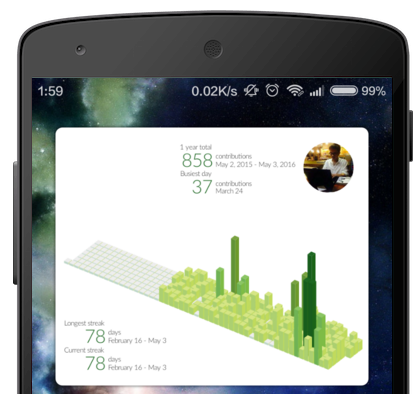 1:59 0.02K/s 99%
1 year total
858 contributions
May 2, 2015 - May 3, 2016
Busiest day
37 contributions
March 24
Longest streak
78 days
February 16 - May 3
Current streak
78 days
February 16 - May 3